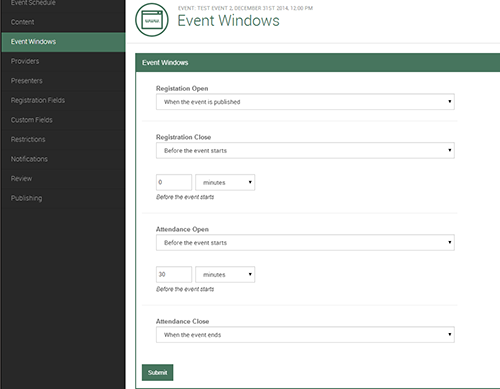 Event Schedule
Content
Event Windows
Providers
Presenters
Registration Fields
Custom Fields
Restrictions
Notifications
Review
Publishing
EVENT: TEST EVENT 2, DECEMBER 31ST 2014, 12:00 PM
Event Windows
Event Windows
Registation Open
When the event is published
Registration Close
Before the event starts
0 minutes
Before the event starts
Attendance Open
Before the event starts
30 minutes
Before the event starts
Attendance Close
When the event ends
Submit